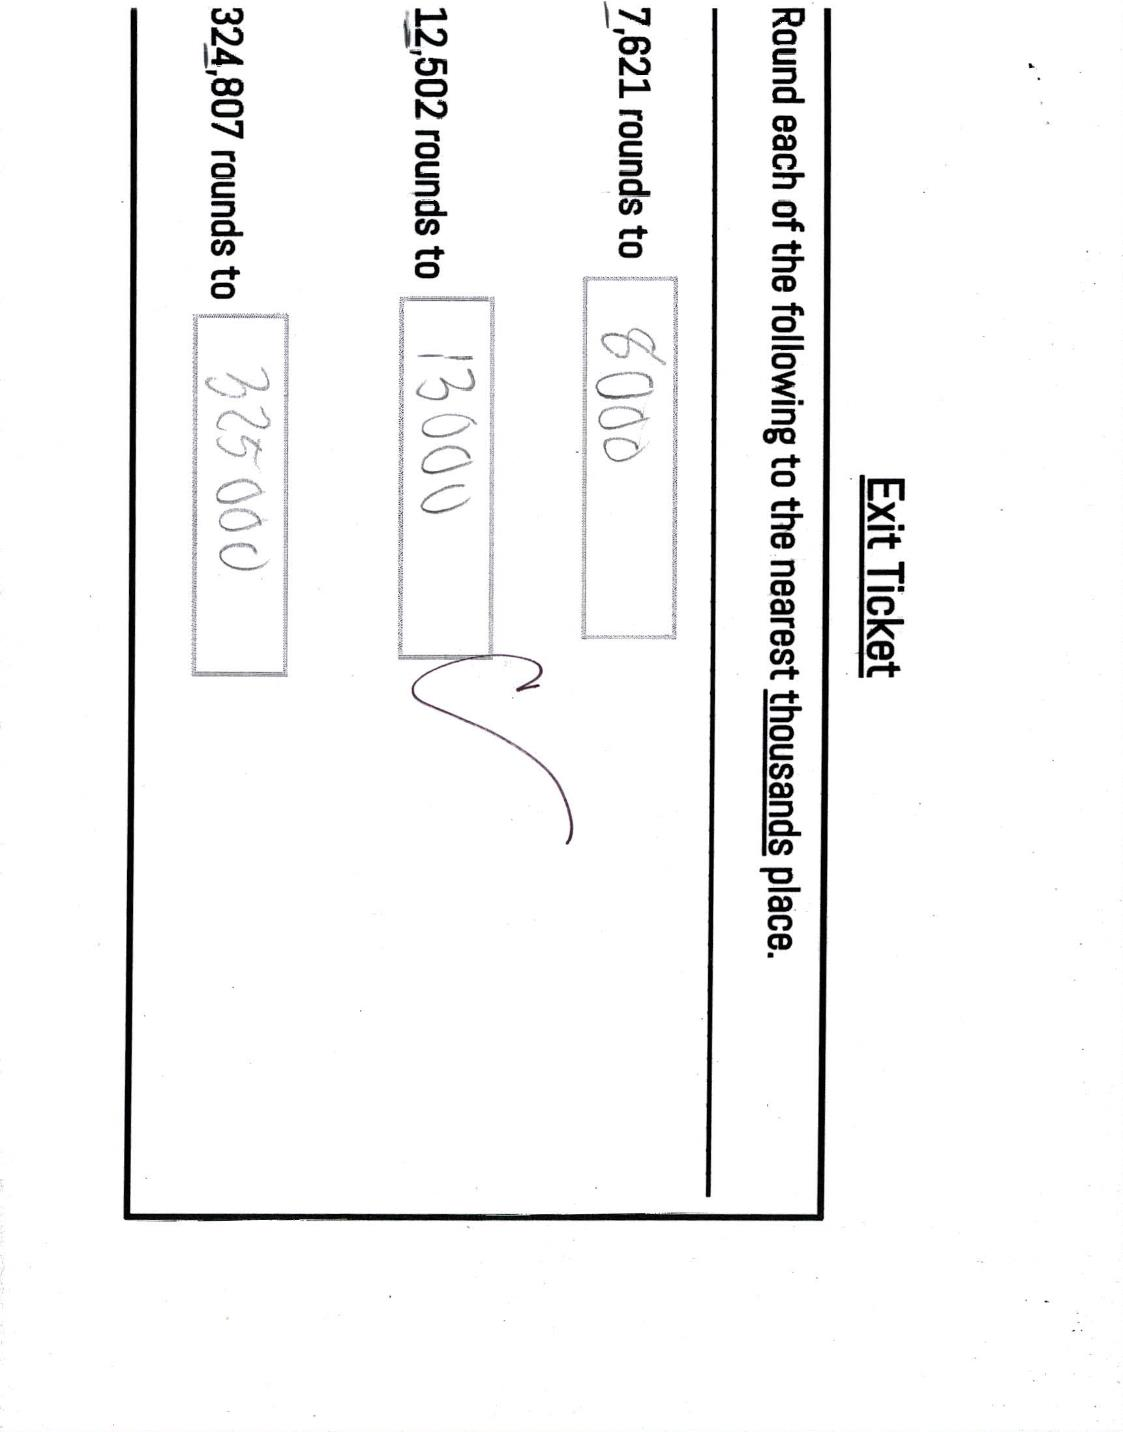 Exit Ticket
Round each of the following to the nearest thousands place.
7,621 rounds to 8000
12,502 rounds to 13000
324,807 rounds to 325000